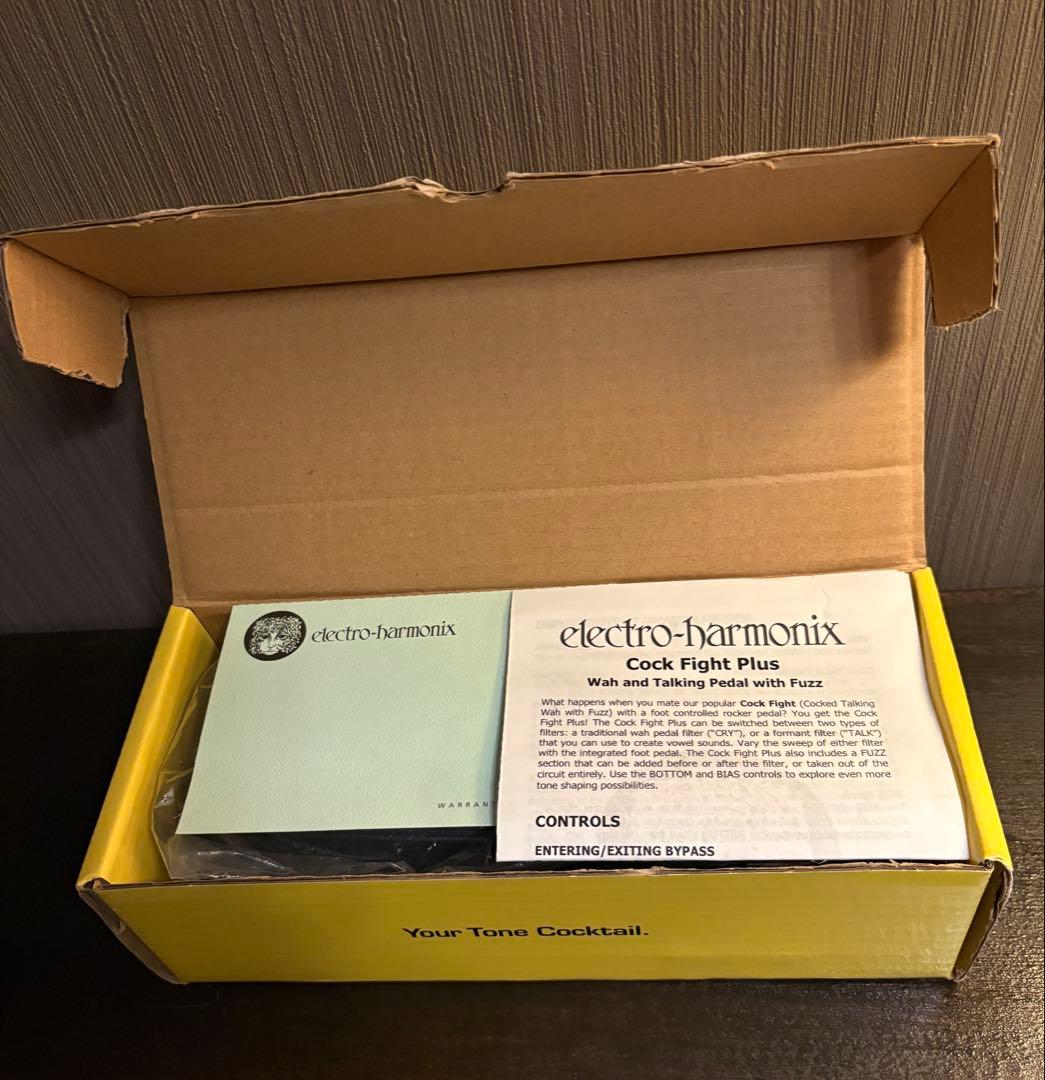 electro-harmonix
WARRANT
electro-harmonix
Cock Fight Plus
Wah and Talking Pedal with Fuzz
What happens when you mate our popular Cock Fight (Cocked Talking
Wah with Fuzz) with a foot controlled rocker pedal? You get the Cock
Fight Plus! The Cock Fight Plus can be switched between two types of
filters: a traditional wah pedal filter ("CRY"), or a formant filter ("TALK")
that you can use to create vowel sounds. Vary the sweep of either filter
with the integrated foot pedal. The Cock Fight Plus also includes a FUZZ
section that can be added before or after the filter, or taken out of the
circuit entirely. Use the BOTTOM and BIAS controls to explore even more
tone shaping possibilities.
CONTROLS
ENTERING/EXITING BYPASS
Your Tone Cocktail.